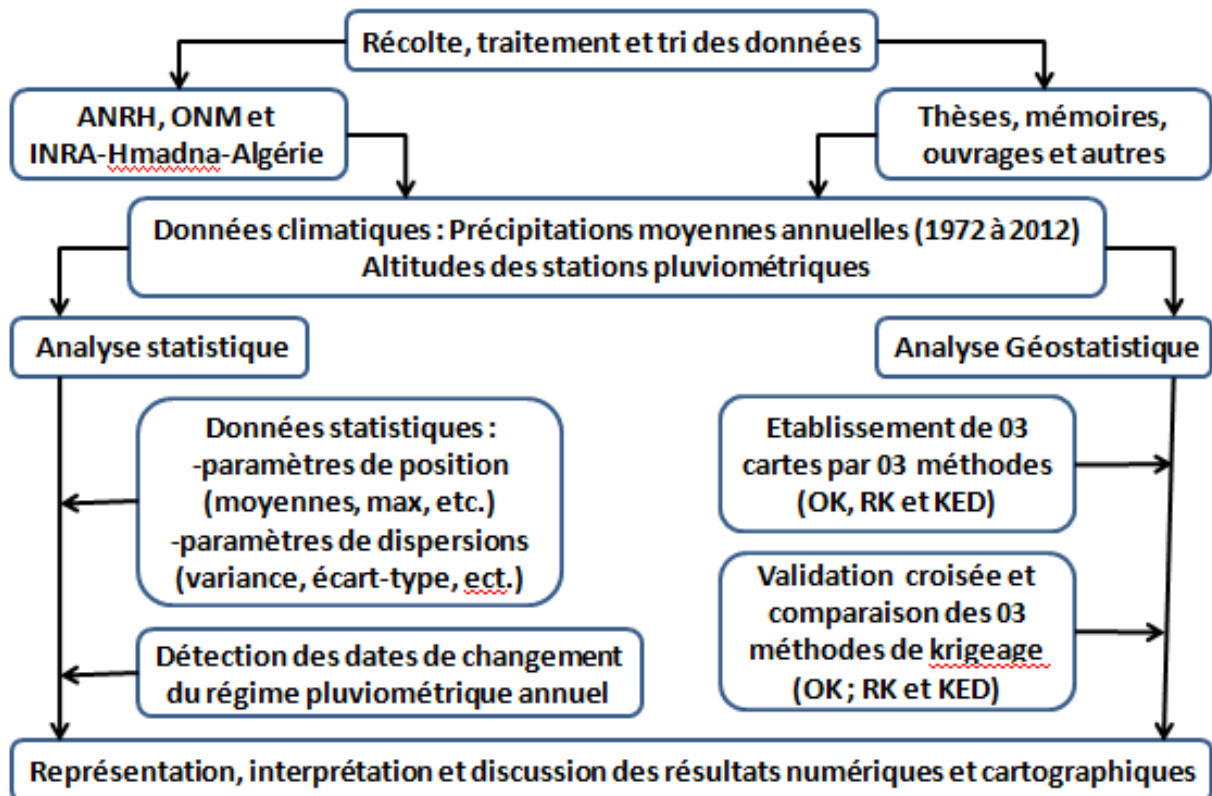 Récolte, traitement et tri des données
ANRH, ONM et
INRA-Hmadna-Algérie
Thèses, mémoires,
ouvrages et autres
Données climatiques : Précipitations moyennes annuelles (1972 à 2012)
Altitudes des stations pluviométriques
Analyse statistique
Analyse Géostatistique
Données statistiques :
-paramètres de position
(moyennes, max, etc.)
-paramètres de dispersions
(variance, écart-type, ect.)
Détection des dates de changement
du régime pluviométrique annuel
Etablissement de 03
cartes par 03 méthodes
(OK, RK et KED)
Validation croisée et
comparaison des 03
méthodes de krigeage
(OK ; RK et KED)
Représentation, interprétation et discussion des résultats numériques et cartographiques